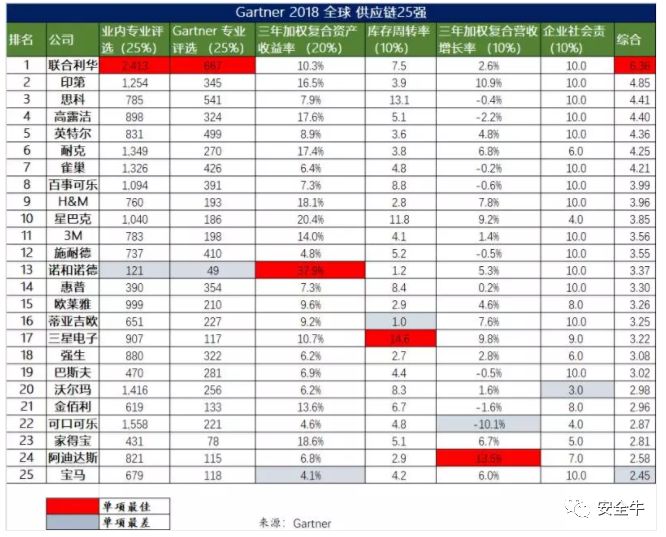 Gartner 2018 全球 供应链25强
排名 公司 业内专业评选（25%） Gartner 专业评选 （25%） 三年加权复合资产收益率 （20%） 库存周转率（10%） 三年加权复合营收增长率 （10%） 企业社会责（10%） 综合
1 联合利华 2,413 667 10.3% 7.5 2.6% 10.0 6.36
2 印第 1,254 345 16.5% 3.9 10.9% 10.0 4.85
3 思科 785 541 7.9% 13.1 -0.4% 10.0 4.41
4 高露洁 898 324 17.6% 5.1 -2.2% 10.0 4.40
5 英特尔 831 499 8.9% 3.6 4.8% 10.0 4.36
6 耐克 1,349 270 17.4% 3.8 6.8% 6.0 4.25
7 雀巢 1,326 426 6.4% 4.8 -0.2% 10.0 4.21
8 百事可乐 1,094 391 7.3% 8.8 -0.6% 10.0 3.99
9 H&M 760 193 18.1% 2.8 7.8% 10.0 3.96
10 星巴克 1,040 186 20.4% 11.8 9.2% 4.0 3.85
11 3M 783 198 14.0% 4.1 1.4% 10.0 3.56
12 施耐德 737 410 4.8% 5.2 -0.5% 10.0 3.55
13 诺和诺德 121 49 37.9% 1.2 5.3% 10.0 3.37
14 惠普 390 354 7.3% 8.4 0.2% 10.0 3.30
15 欧莱雅 999 210 9.6% 2.9 4.6% 8.0 3.26
16 蒂亚吉欧 651 227 9.2% 1.0 7.6% 10.0 3.25
17 三星电子 907 117 10.7% 14.6 9.8% 9.0 3.22
18 强生 880 322 6.2% 2.7 2.8% 6.0 3.08
19 巴斯夫 470 281 6.9% 4.4 -0.5% 10.0 3.02
20 沃尔玛 1,416 256 6.2% 8.3 1.6% 3.0 2.98
21 金佰利 619 133 13.6% 6.7 -1.6% 8.0 2.96
22 可口可乐 1,558 221 4.6% 4.8 -10.1% 4.0 2.87
23 家得宝 431 78 18.6% 5.1 6.7% 5.0 2.81
24 阿迪达斯 821 115 6.8% 2.9 13.5% 7.0 2.58
25 宝马 679 118 4.1% 4.2 6.0% 10.0 2.45
单项最佳
单项最差
来源：Gartner
安全牛